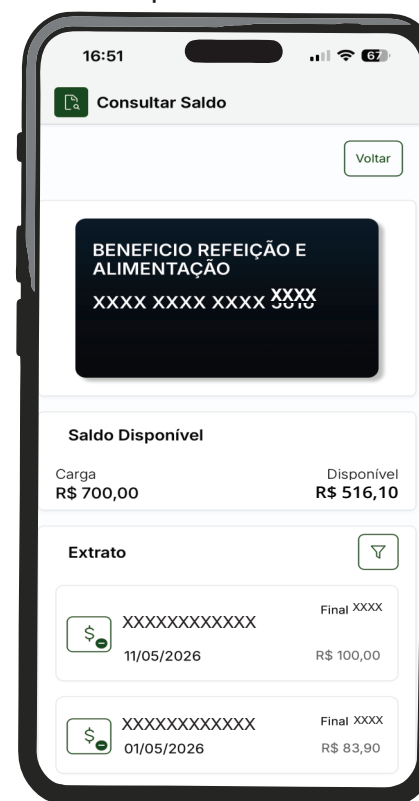 16:51
67
Consultar Saldo
Voltar
BENEFICIO REFEIÇÃO E
ALIMENTAÇÃO
XXXX XXXX XXXX XXXX
Saldo Disponível
Carga
Disponível
R$ 700,00
R$ 516,10
Extrato
XXXXXXXXXXXX
Final XXXX
11/05/2026
R$ 100,00
XXXXXXXXXXXX
Final XXXX
01/05/2026
R$ 83,90